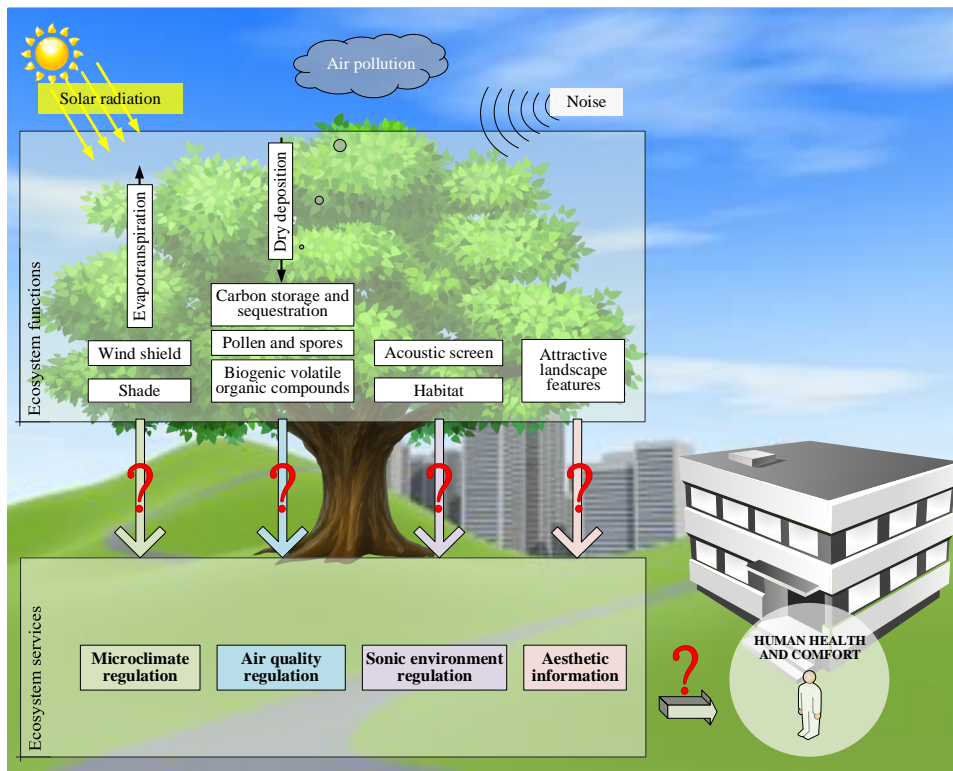 Air pollution
Solar radiation
Noise
Ecosystem functions
Evapotranspiration
Dry deposition
Carbon storage and
sequestration
Wind shield
Pollen and spores
Acoustic screen
Attractive
landscape
features
Shade
Biogenic volatile
organic compounds
Habitat
?
?
?
?
Ecosystem services
Microclimate
regulation
Air quality
regulation
Sonic environment
regulation
Aesthetic
information
?
HUMAN HEALTH
AND COMFORT